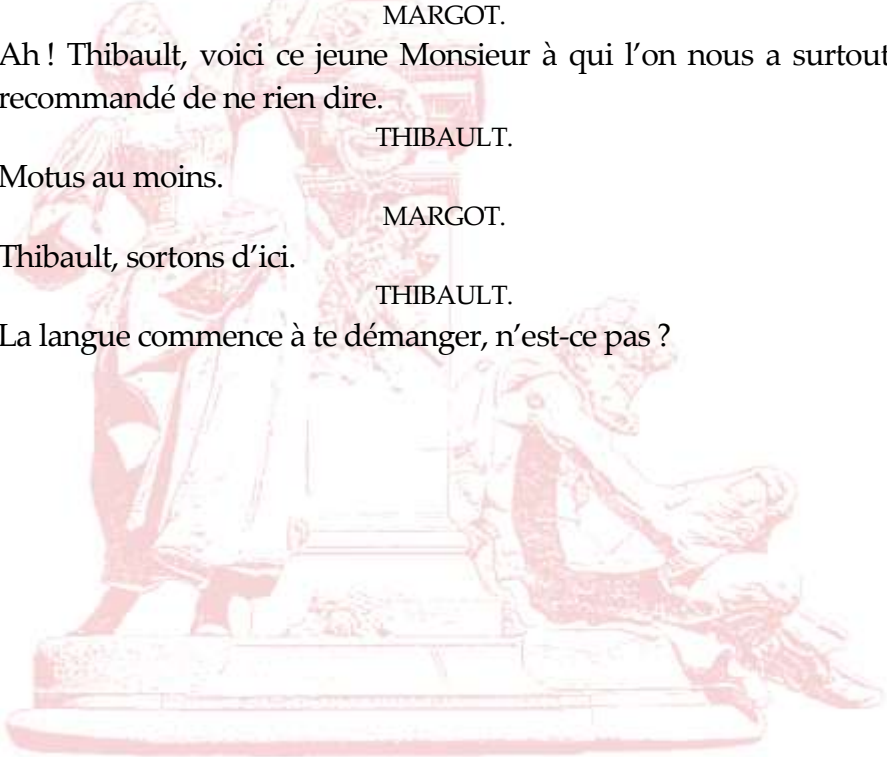 MARGOT.
Ah ! Thibault, voici ce jeune Monsieur à qui l’on nous a surtout
recommandé de ne rien dire.
THIBAULT.
Motus au moins.
MARGOT.
Thibault, sortons d’ici.
THIBAULT.
La langue commence à te démanger, n’est-ce pas ?